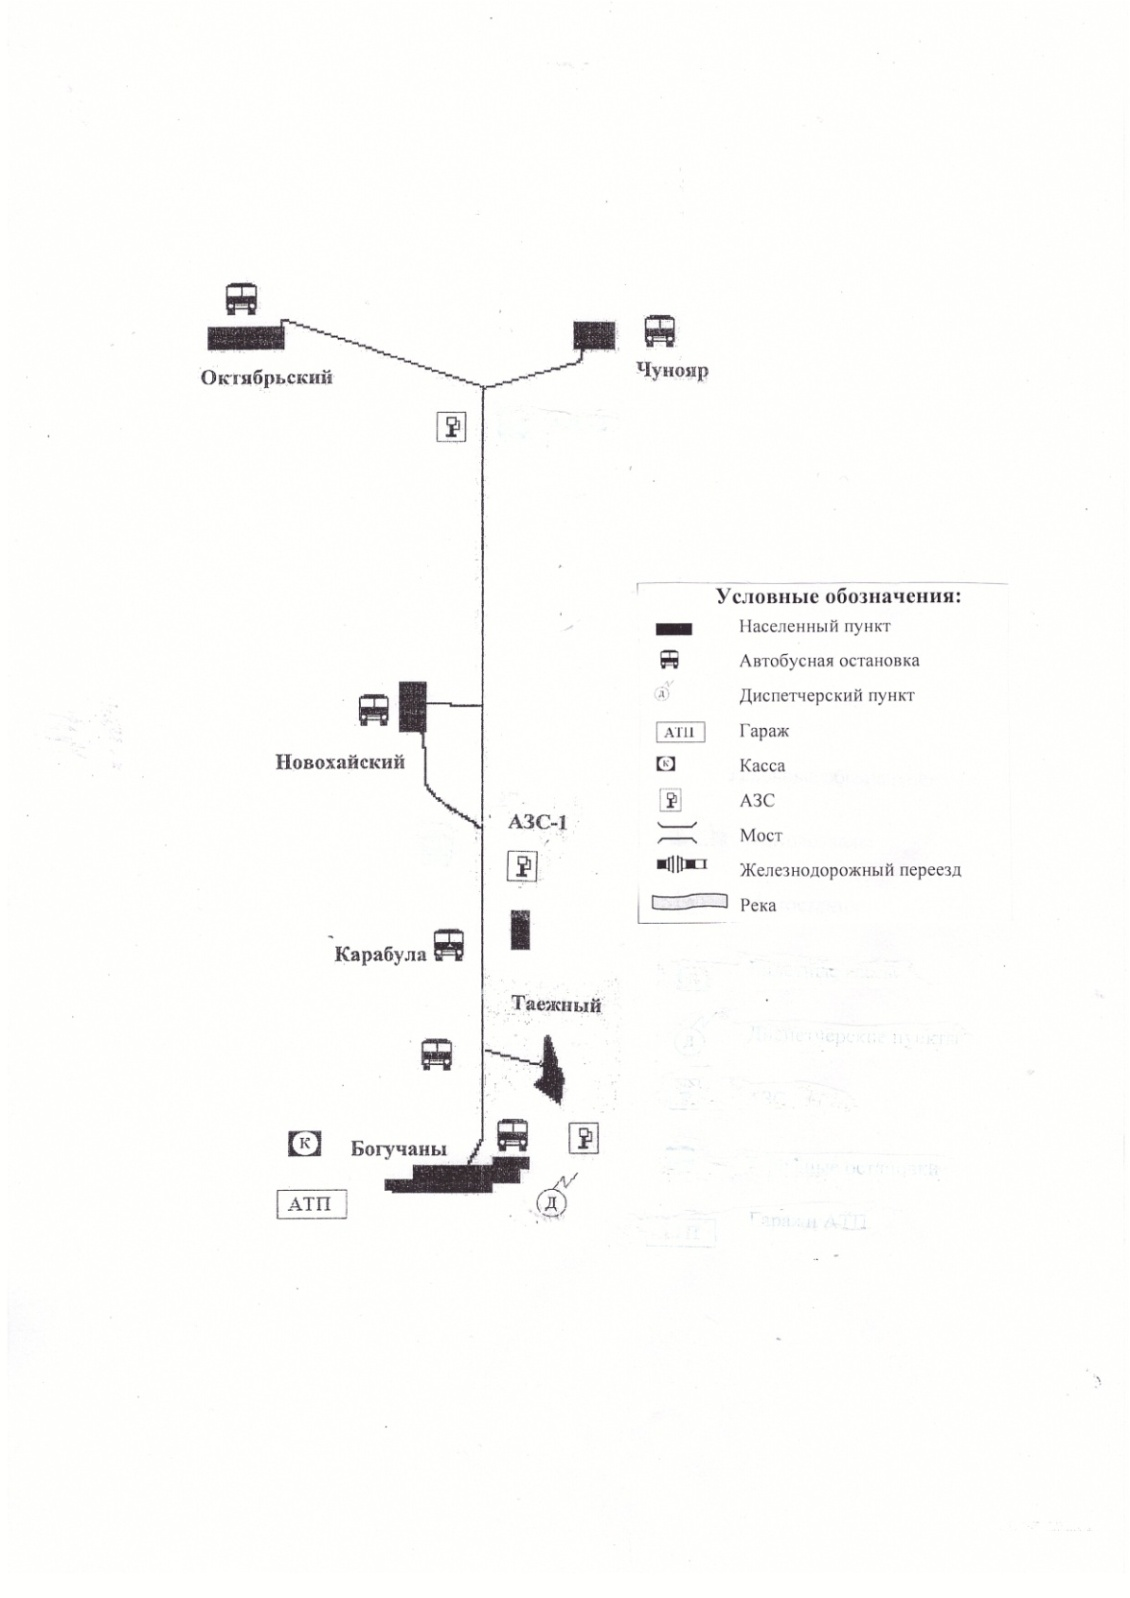 Октябрьский
Чунояр
Условные обозначения:
Населенный пункт
Автобусная остановка
Д
Диспетчерский пункт
АТП
Гараж
К
Касса
АЗС
Мост
Железнодорожный переезд
Река
Новохайский
АЗС-1
Карабула
Таежный
К
Богучаны
АТП
Д